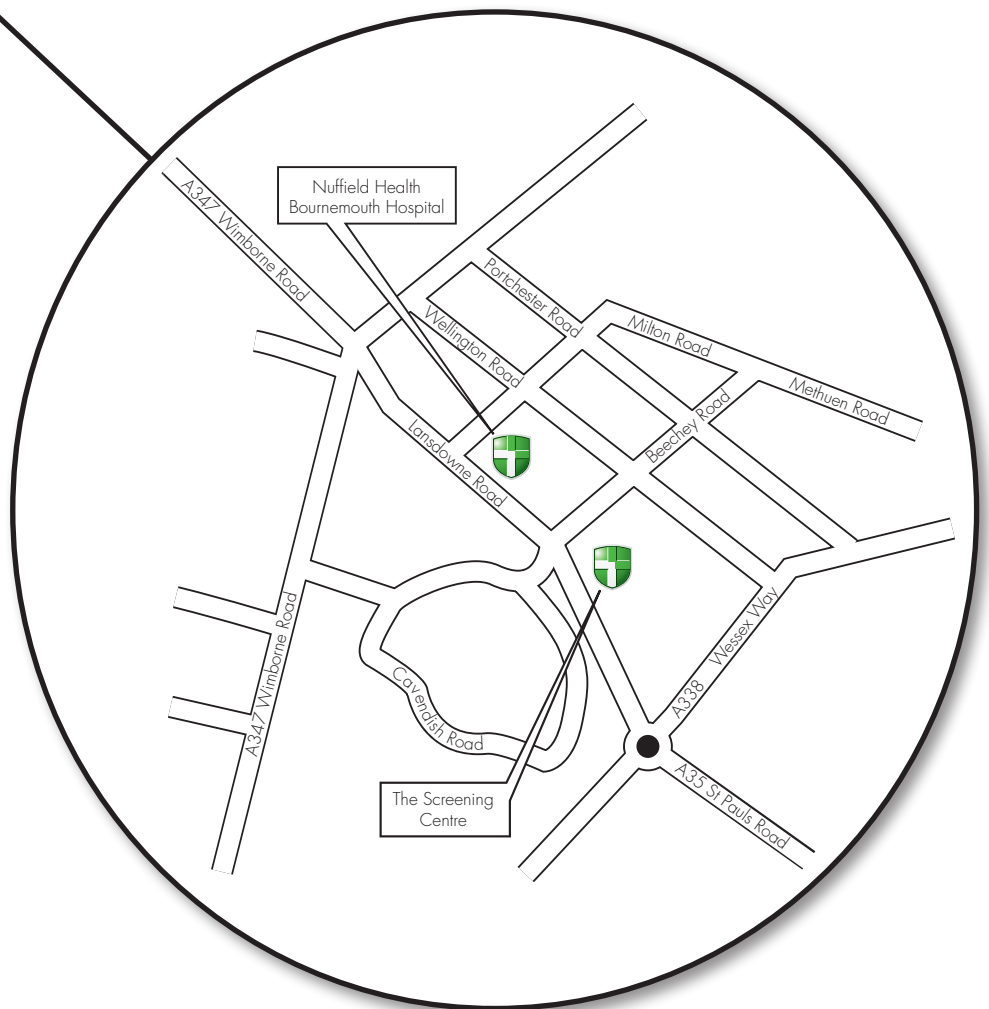 A347 Wimborne Road
Nuffield Health
Bournemouth Hospital
Portchester Road
Wellington Road
Milton Road
Methuen Road
Beechey Road
Lansdowne Road
A347 Wimborne Road
Cavendish Road
A338 Wessex Way
A35 St Pauls Road
The Screening
Centre